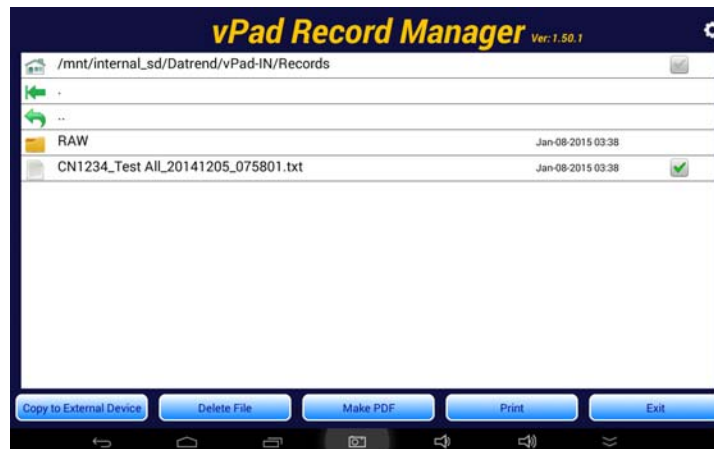 vPad Record Manager Ver: 1.50.1
/mnt/internal_sd/Datrend/vPad-IN/Records
.
..
RAW Jan-08-2015 03:38
CN1234_Test All_20141205_075801.txt Jan-08-2015 03:38
Copy to External Device Delete File Make PDF Print Exit